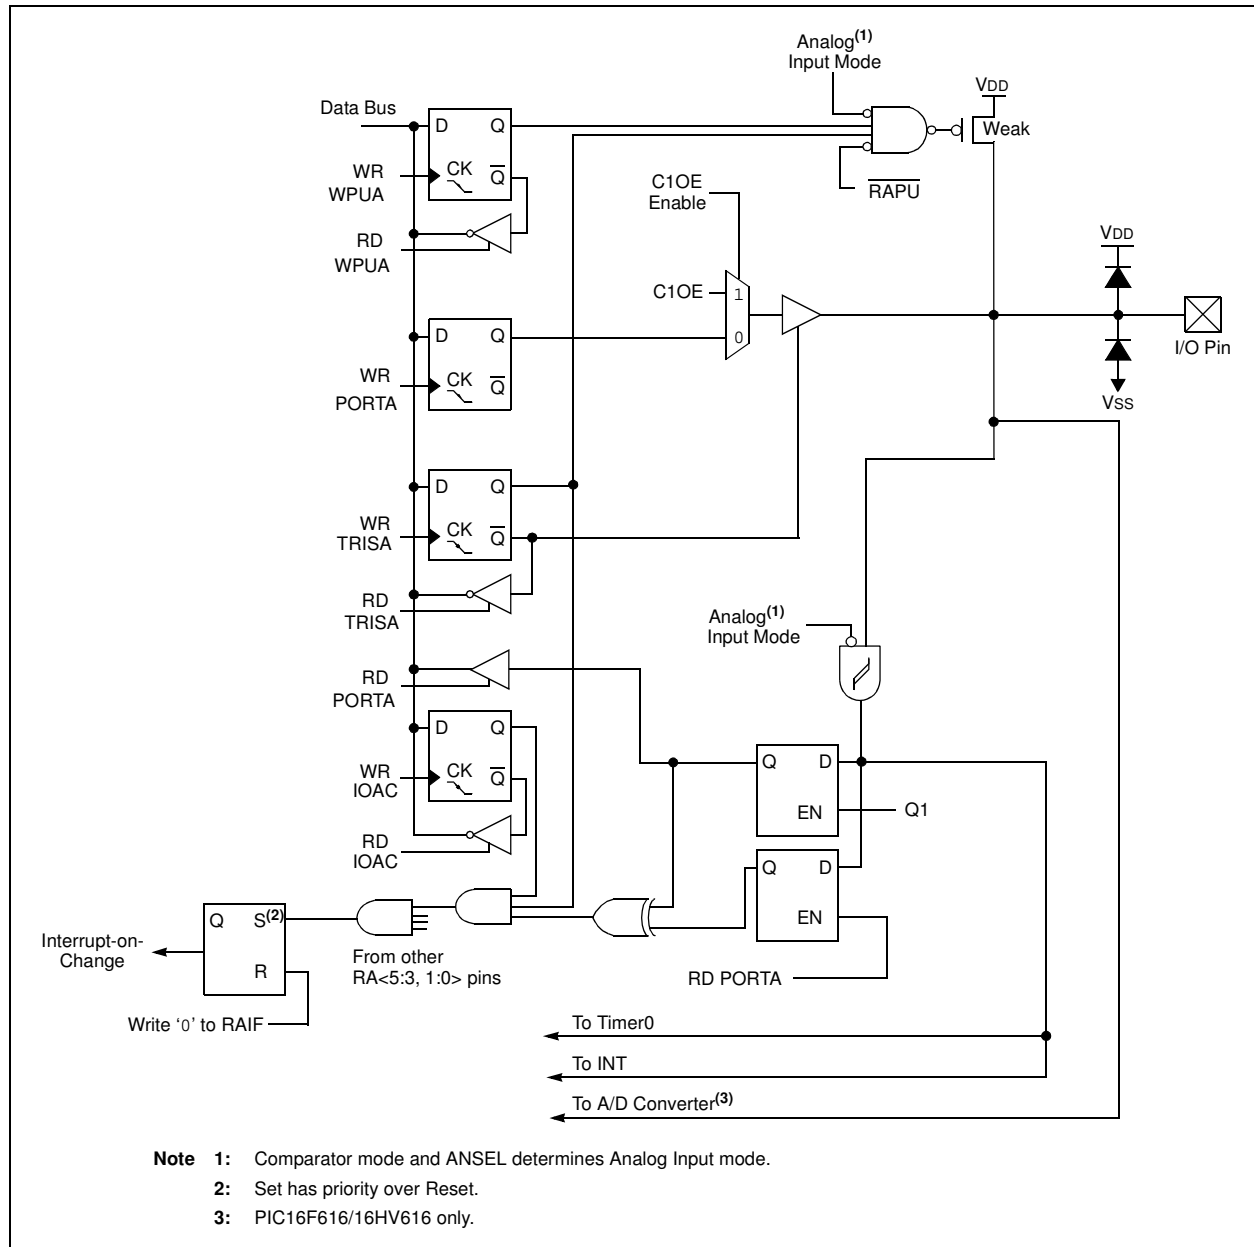 Analog(1)
Input Mode
VDD
Data Bus
D Q
Weak
WR
WPUA
CK Q
C1OE
Enable
RAPU
RD
WPUA
VDD
C1OE
1
D Q
0
I/O Pin
WR
PORTA
CK Q
VSS
D Q
WR
TRISA
CK Q
RD
TRISA
Analog(1)
Input Mode
RD
PORTA
D Q
Q D
WR
IOAC
CK Q
EN
Q1
RD
IOAC
Q D
EN
Q S(2)
R
Interrupt-on-
Change
From other
RA<5:3, 1:0> pins
RD PORTA
Write ‘0’ to RAIF
To Timer0
To INT
To A/D Converter(3)
Note 1: Comparator mode and ANSEL determines Analog Input mode.
2: Set has priority over Reset.
3: PIC16F616/16HV616 only.